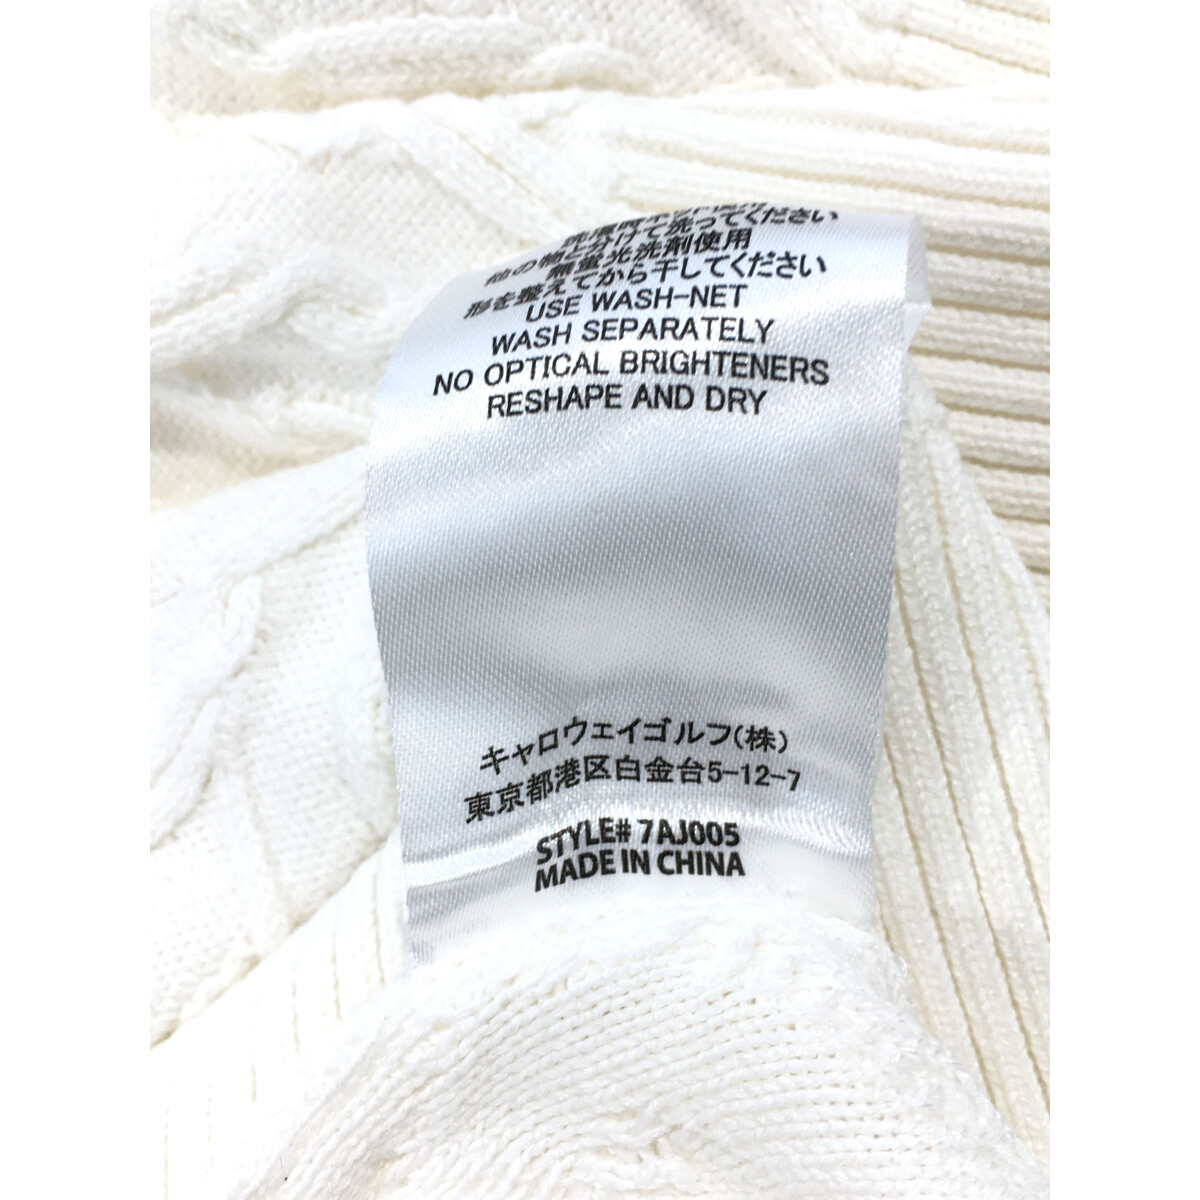 他の物と分けて洗ってください
無蛍光洗剤使用
形を整えてから干してください
USE WASH-NET
WASH SEPARATELY
NO OPTICAL BRIGHTENERS
RESHAPE AND DRY
キャロウェイゴルフ(株)
東京都港区白金台5-12-7
STYLE# 7AJ005
MADE IN CHINA